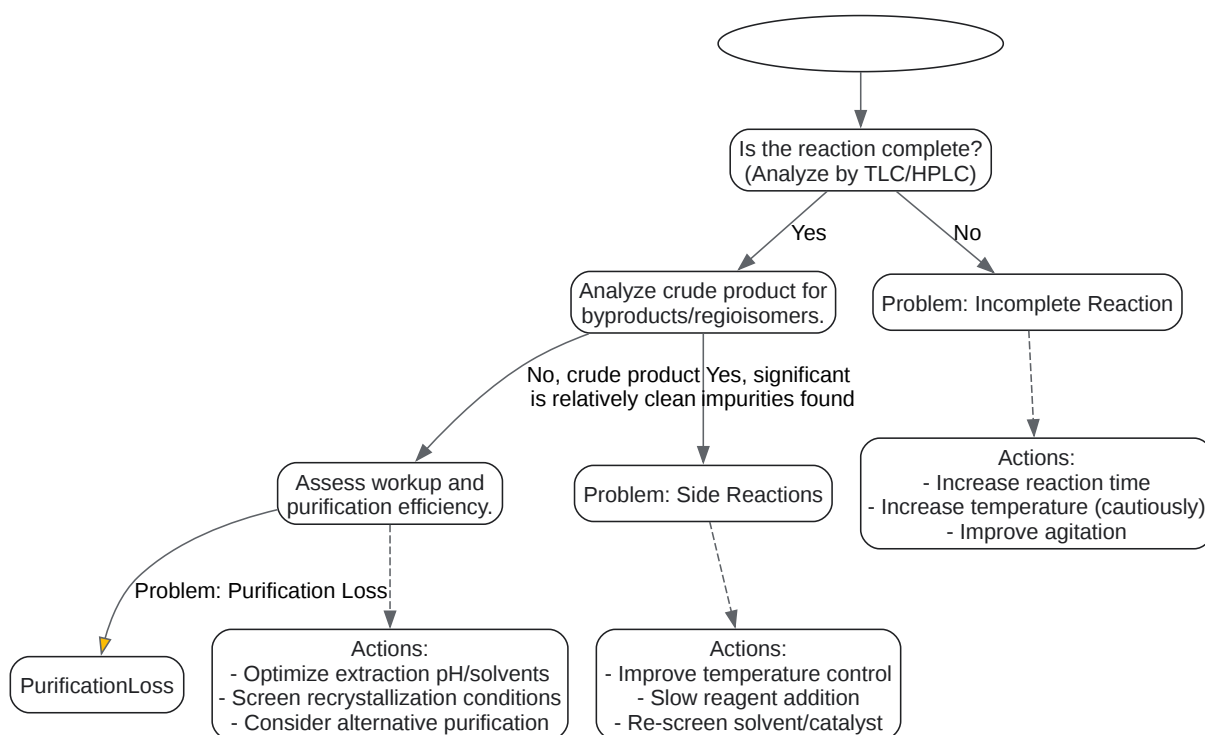 Is the reaction complete?
(Analyze by TLC/HPLC)
Yes
No
Analyze crude product for
byproducts/regioisomers.
Problem: Incomplete Reaction
No, crude product
is relatively clean
Yes, significant
impurities found
Assess workup and
purification efficiency.
Problem: Side Reactions
Actions:
- Increase reaction time
- Increase temperature (cautiously)
- Improve agitation
Problem: Purification Loss
PurificationLoss
Actions:
- Optimize extraction pH/solvents
- Screen recrystallization conditions
- Consider alternative purification
Actions:
- Improve temperature control
- Slow reagent addition
- Re-screen solvent/catalyst